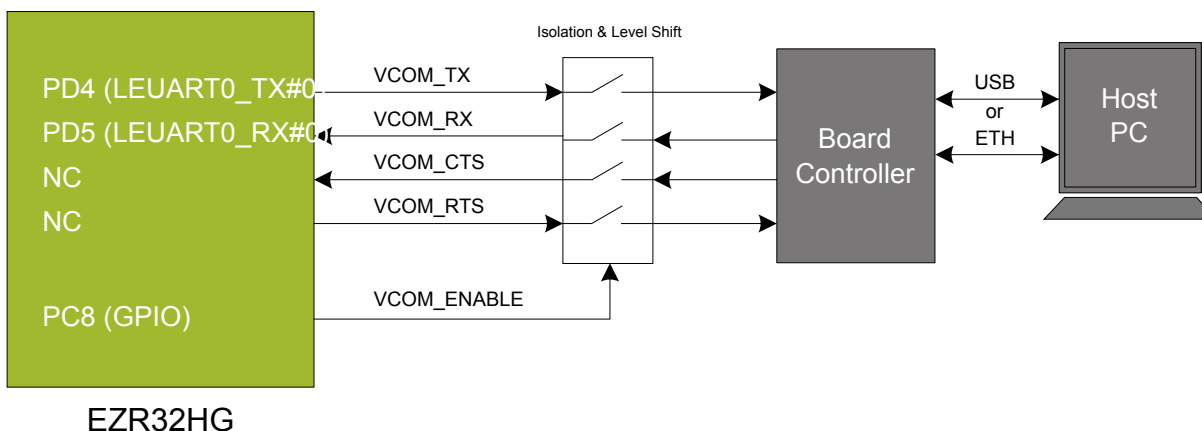 Isolation & Level Shift
PD4 (LEUART0_TX#0)
VCOM_TX
PD5 (LEUART0_RX#0)
VCOM_RX
NC
VCOM_CTS
NC
VCOM_RTS
PC8 (GPIO)
VCOM_ENABLE
Board
Controller
USB
or
ETH
Host
PC
EZR32HG